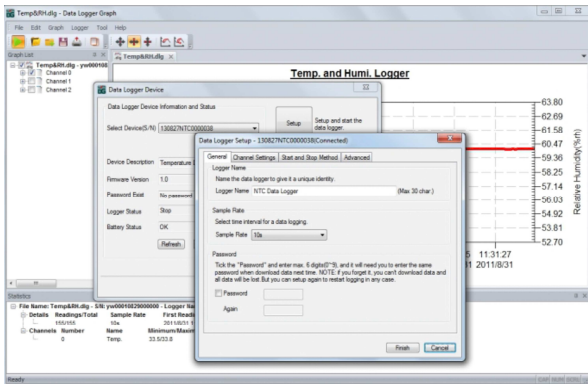 Temp&RH.dlg - Data Logger Graph
File Edit Graph Logger Tool Help
Graph List
Temp&RH.dlg
Temp&RH.dlg - yw000108
Channel 0
Channel 1
Channel 2
Temp. and Humi. Logger
63.80
62.69
61.58
60.47
59.36
58.25
57.14
56.03
54.92
53.81
52.70
Relative Humidity(%rh)
11:31:27
2011/8/31
Data Logger Device
Data Logger Device Information and Status
Select Device(S/N) 130827NTC0000038
Setup
Setup and start the data logger.
Device Description Temperature
Firmware Version 1.0
Password Exist No password
Logger Status Stop
Battery Status OK
Refresh
Data Logger Setup - 130827NTC0000038(Connected)
General Channel Settings Start and Stop Method Advanced
Logger Name
Name the data logger to give it a unique identity.
Logger Name NTC Data Logger (Max 30 char.)
Sample Rate
Select time interval for a data logging.
Sample Rate 10s
Password
Tick the "Password" and enter max. 6 digits(0~9), and it will need you to enter the same
password when download data next time. NOTE: if you forget it, you can't download data and
all data will be lost.But you can setup again to restart logging in any case.
Password
Again
Finish Cancel
Statistics
File Name: Temp&RH.dlg - S/N: yw00010829000000 - Logger Na
Details Readings/Total Sample Rate First Readi
155/155 10s 2011/8/31 1
Channels Number Name Minimum/Maxim
0 Temp. 33.5/33.8
Ready
CAP NUM SCRL